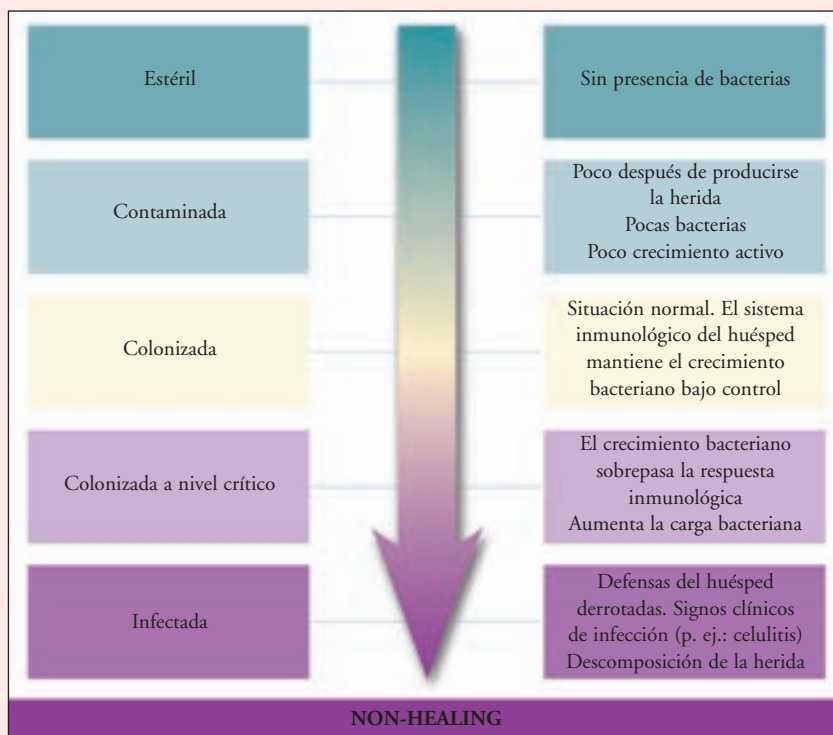 Estéril
Sin presencia de bacterias
Contaminada
Poco después de producirse
la herida
Pocas bacterias
Poco crecimiento activo
Colonizada
Situación normal. El sistema
inmunológico del huésped
mantiene el crecimiento
bacteriano bajo control
Colonizada a nivel crítico
El crecimiento bacteriano
sobrepasa la respuesta
inmunológica
Aumenta la carga bacteriana
Infectada
Defensas del huésped
derrotadas. Signos clínicos
de infección (p. ej.: celulitis)
Descomposición de la herida
NON-HEALING